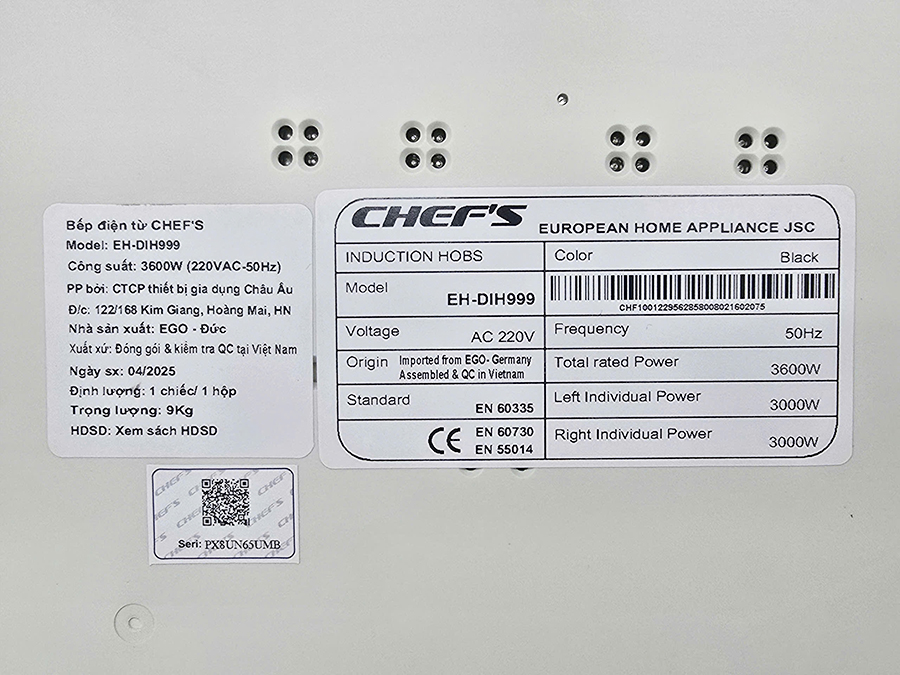 Bếp điện từ CHEF'S
Model: EH-DIH999
Công suất: 3600W (220VAC-50Hz)
PP bởi: CTCP thiết bị gia dụng Châu Âu
Đ/c: 122/168 Kim Giang, Hoàng Mai, HN
Nhà sản xuất: EGO - Đức
Xuất xứ: Đóng gói & kiểm tra QC tại Việt Nam
Ngày sx: 04/2025
Định lượng: 1 chiếc/ 1 hộp
Trọng lượng: 9Kg
HDSD: Xem sách HDSD
CHEF'S EUROPEAN HOME APPLIANCE JSC
INDUCTION HOBS
Color Black
Model EH-DIH999
CHF1001229562858008021602075
Voltage AC 220V
Frequency 50Hz
Origin Imported from EGO- Germany
Assembled & QC in Vietnam
Total rated Power 3600W
Standard EN 60335
Left Individual Power 3000W
CE EN 60730
EN 55014
Right Individual Power 3000W
CHEF'S
Seri: PX8UN65UMB